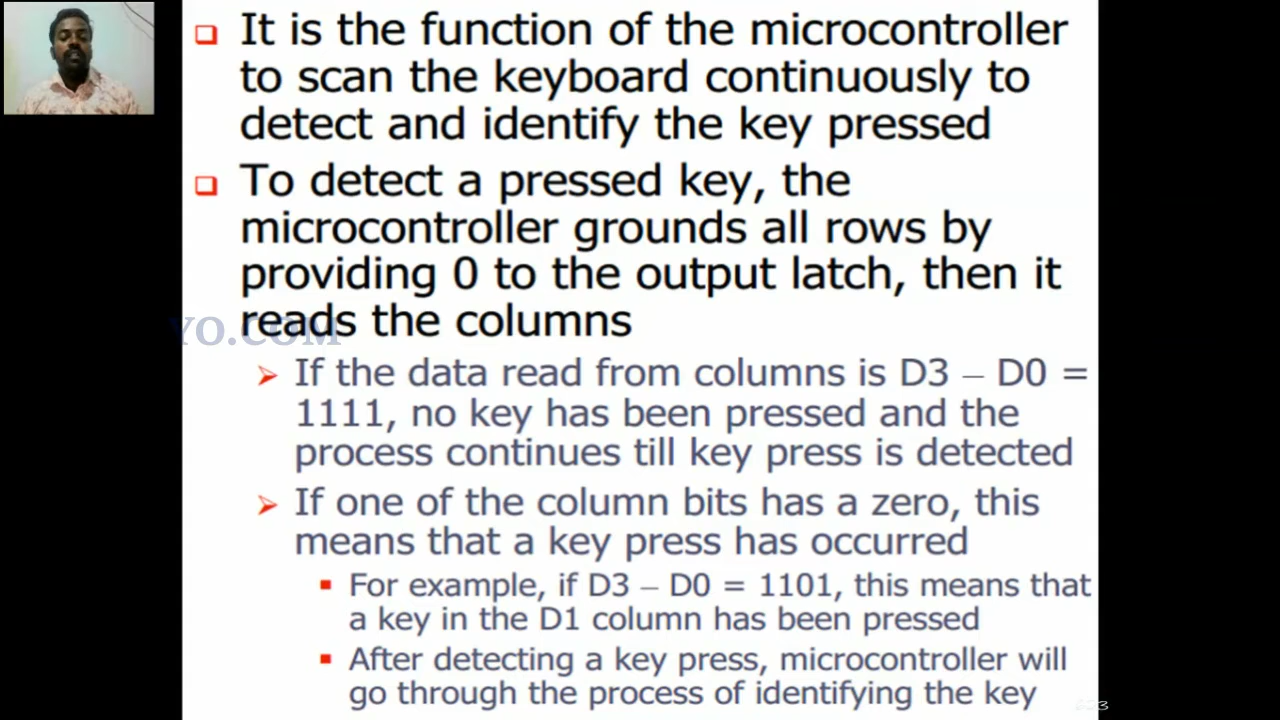 It is the function of the microcontroller
to scan the keyboard continuously to
detect and identify the key pressed
To detect a pressed key, the
microcontroller grounds all rows by
providing 0 to the output latch, then it
reads the columns
YO.COM
If the data read from columns is D3 – D0 =
1111, no key has been pressed and the
process continues till key press is detected
If one of the column bits has a zero, this
means that a key press has occurred
For example, if D3 – D0 = 1101, this means that
a key in the D1 column has been pressed
After detecting a key press, microcontroller will
go through the process of identifying the key